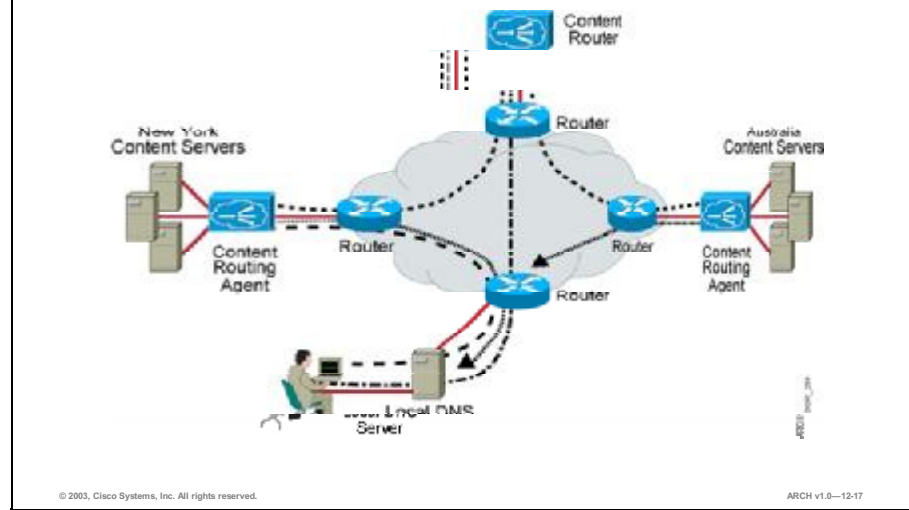 Content
Router
Router
New York
Content Servers
Australia
Content Servers
Router
Router
Content
Routing
Agent
Content
Routing
Agent
Router
Local DNS
Server
© 2003, Cisco Systems, Inc. All rights reserved.
ARCH v1.0—12-17